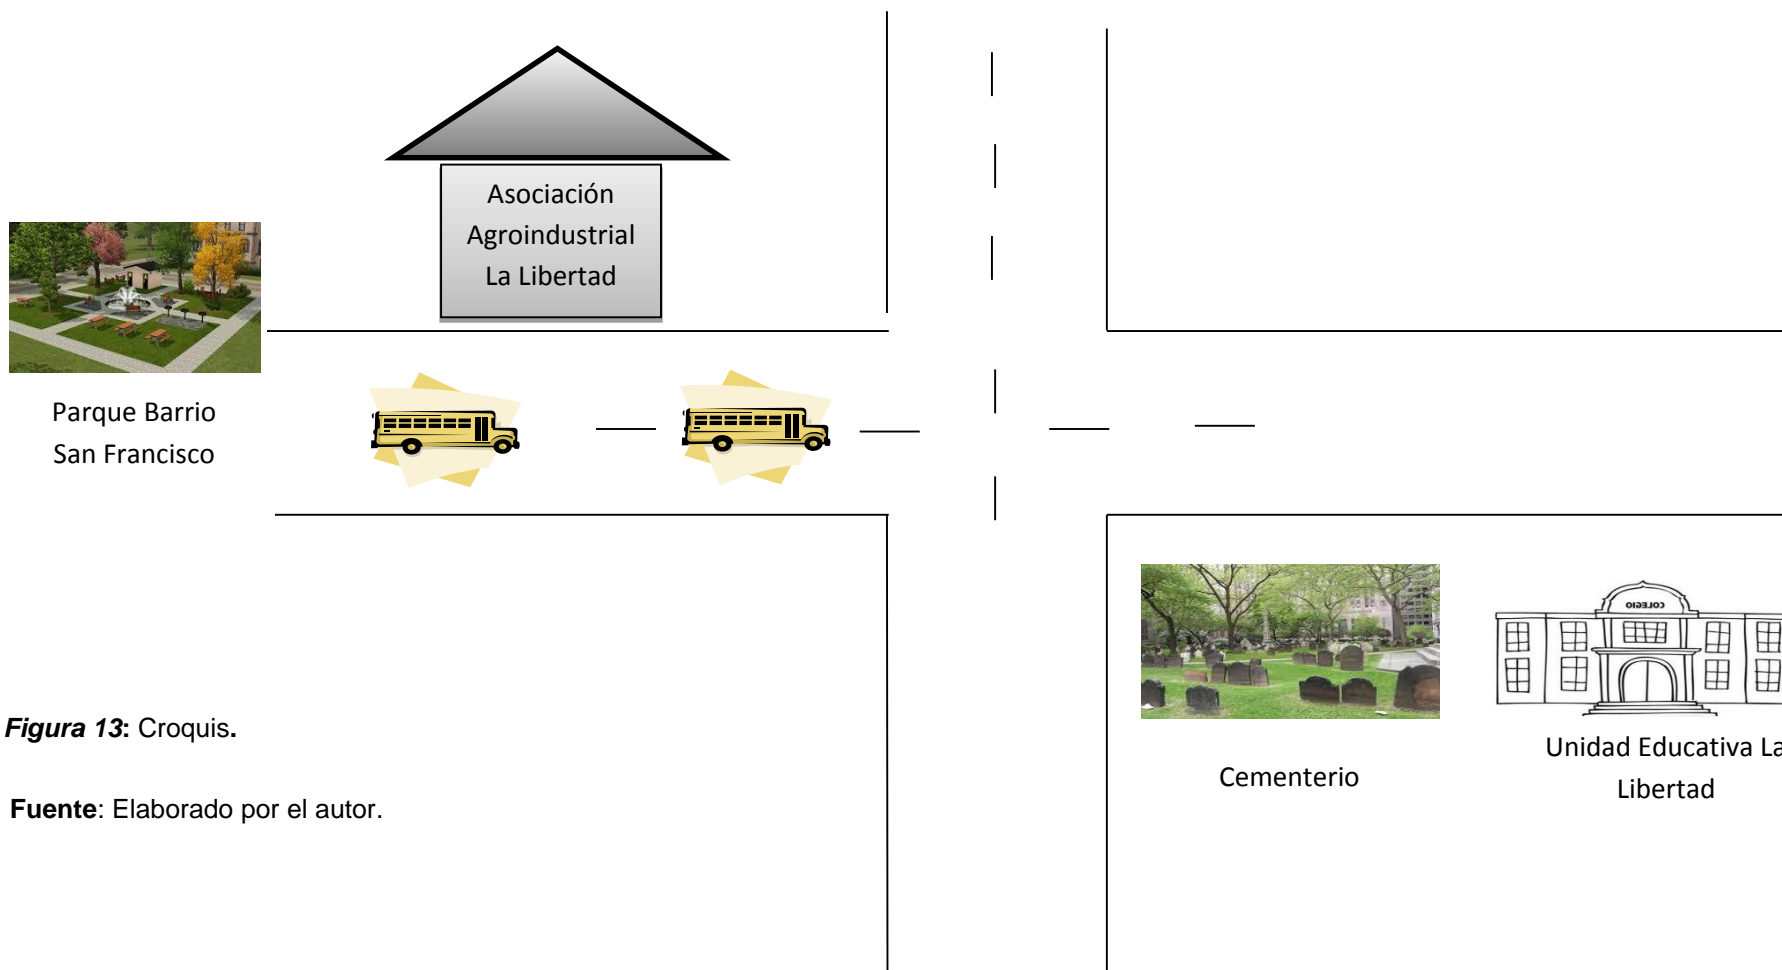 Asociación
Agroindustrial
La Libertad
Parque Barrio
San Francisco
COLEGIO
Unidad Educativa La
Libertad
Cementerio
Figura 13: Croquis.
Fuente: Elaborado por el autor.